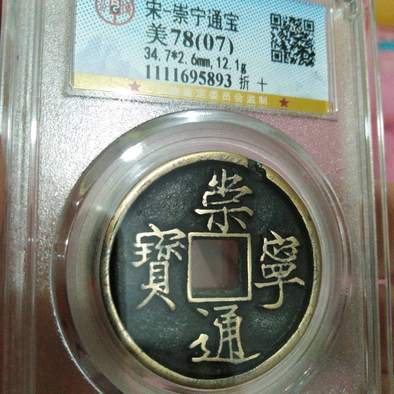 宋·崇宁通宝
美78(07)
34.7*2.6mm,12.1g
1111695893 折十
崇
寶 寧
通